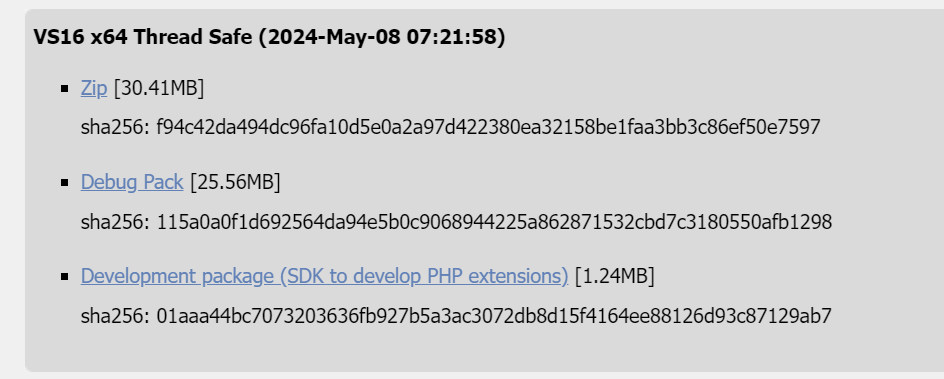 VS16 x64 Thread Safe (2024-May-08 07:21:58)
Zip [30.41MB]
sha256: f94c42da494dc96fa10d5e0a2a97d422380ea32158be1faa3bb3c86ef50e7597
Debug Pack [25.56MB]
sha256: 115a0a0f1d692564da94e5b0c9068944225a862871532cbd7c3180550afb1298
Development package (SDK to develop PHP extensions) [1.24MB]
sha256: 01aaa44bc7073203636fb927b5a3ac3072db8d15f4164ee88126d93c87129ab7